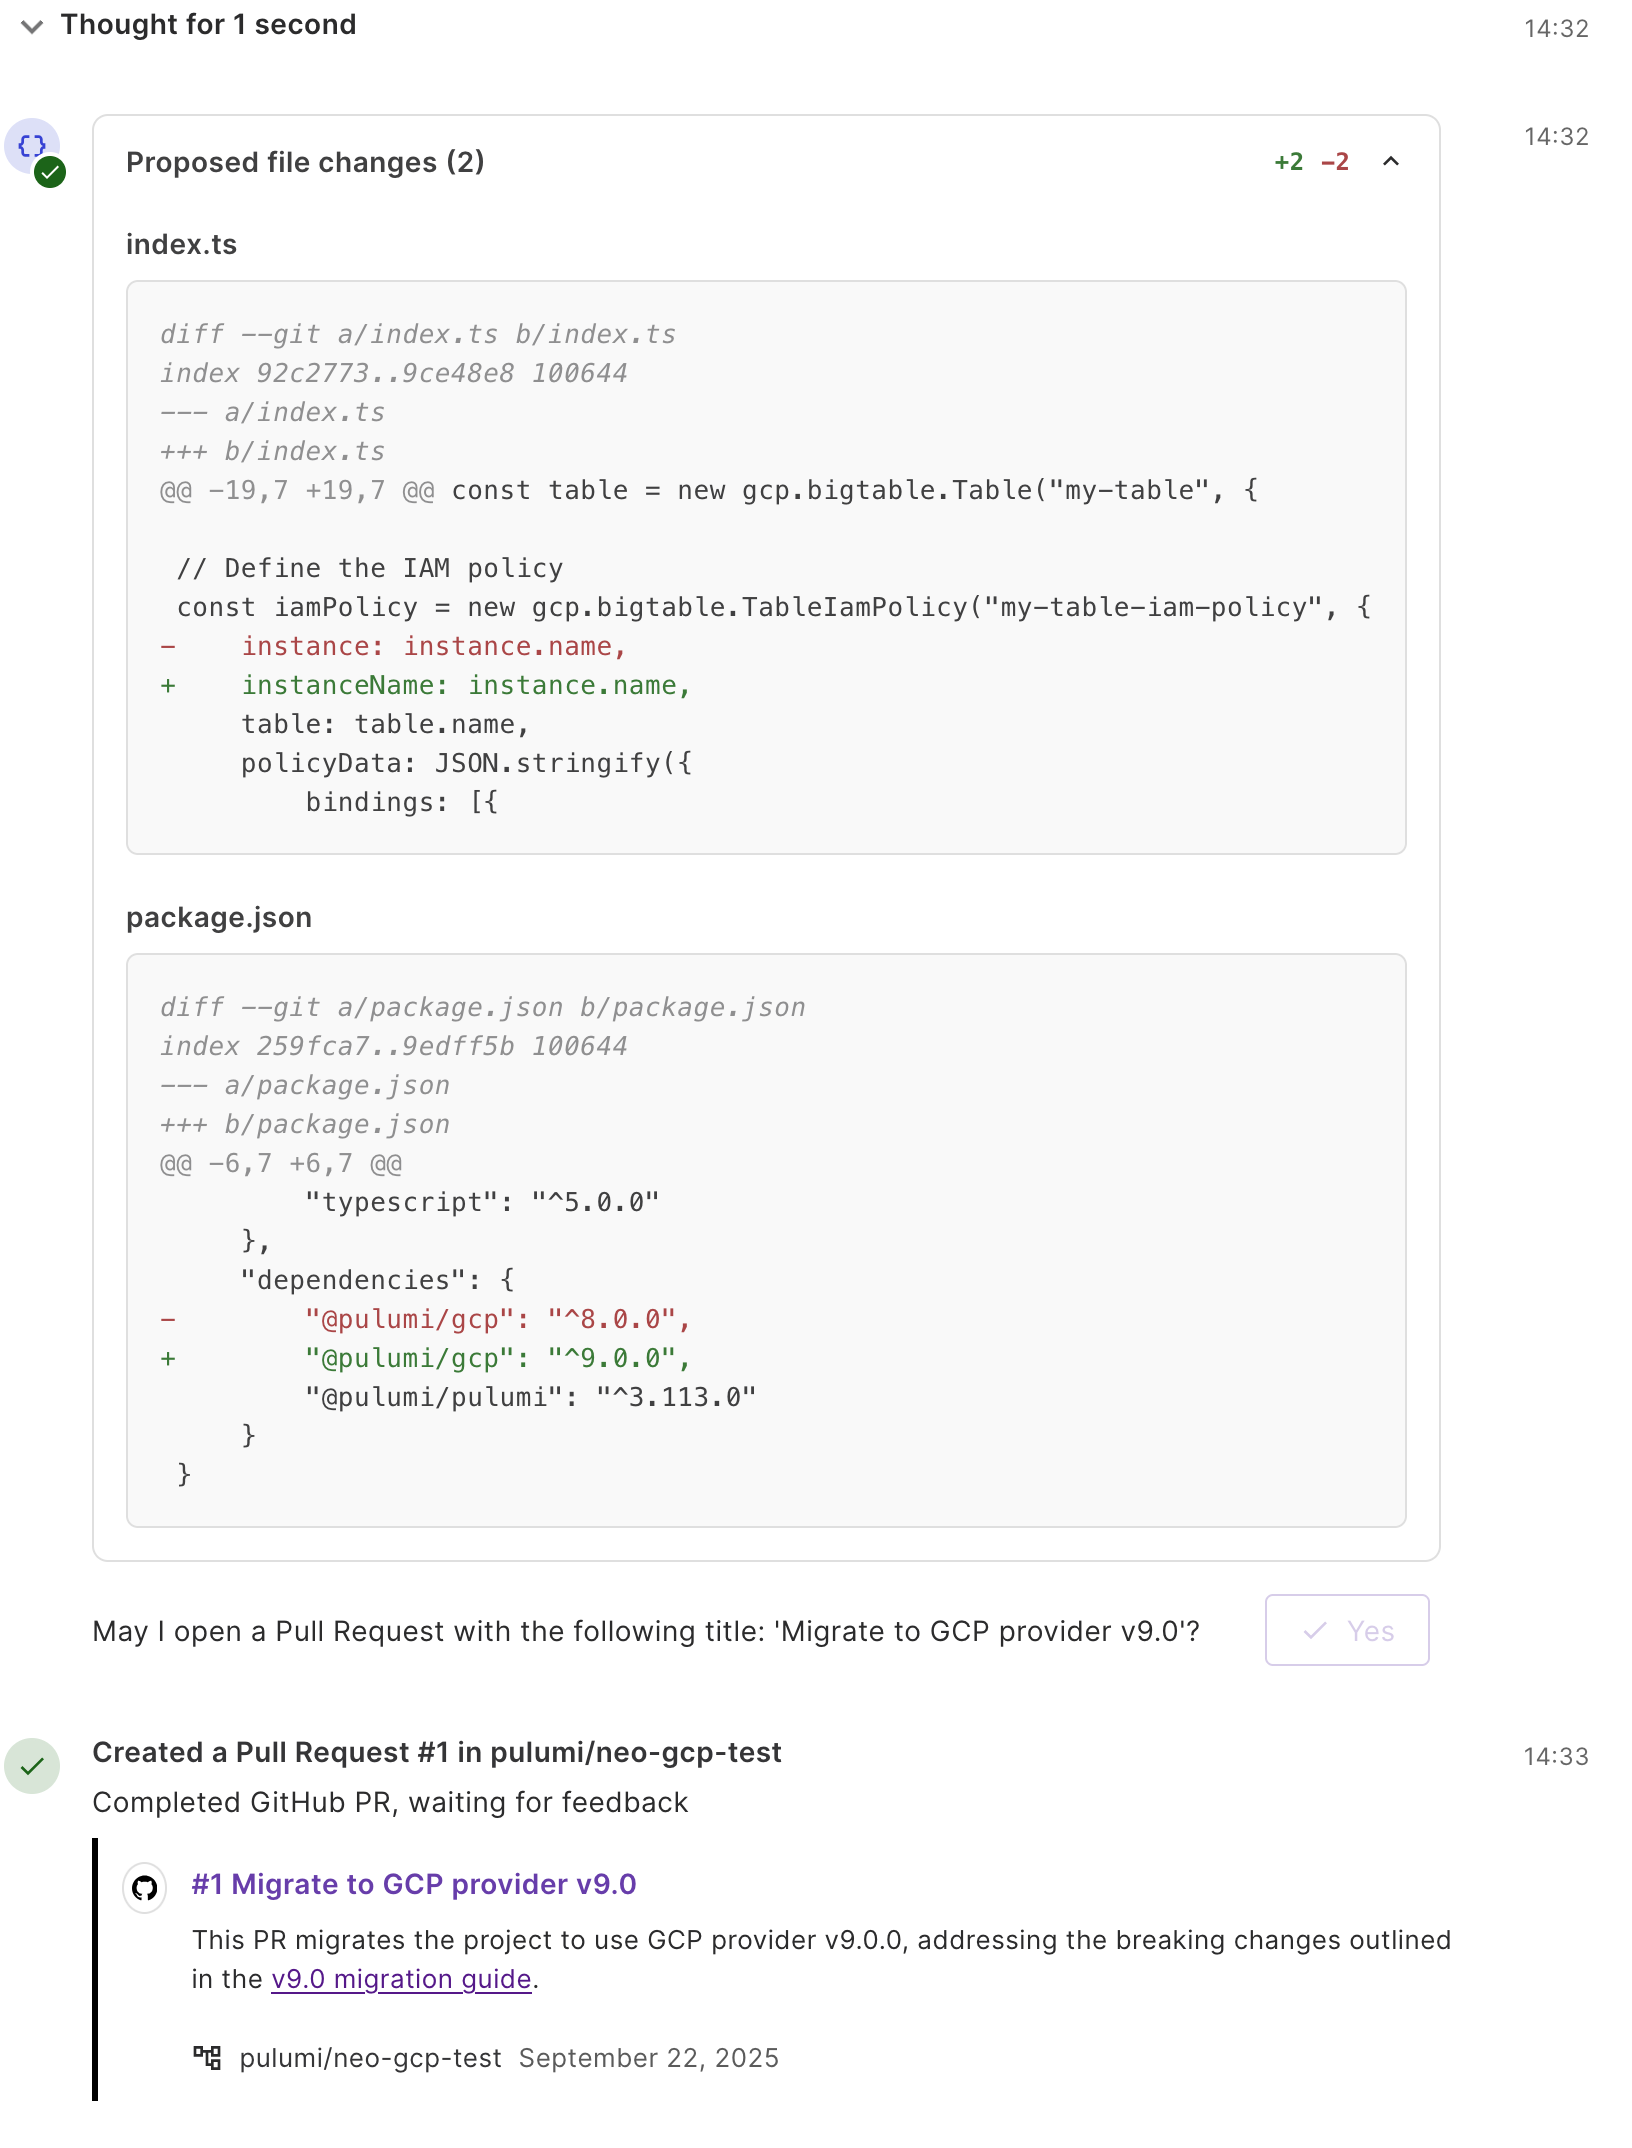 Thought for 1 second
14:32
14:32
Proposed file changes (2)
+2 -2
index.ts
diff --git a/index.ts b/index.ts
index 92c2773..9ce48e8 100644
--- a/index.ts
+++ b/index.ts
@@ -19,7 +19,7 @@ const table = new gcp.bigtable.Table("my-table", {
// Define the IAM policy
const iamPolicy = new gcp.bigtable.TableIamPolicy("my-table-iam-policy", {
-    instance: instance.name,
+    instanceName: instance.name,
     table: table.name,
     policyData: JSON.stringify({
         bindings: [{
package.json
diff --git a/package.json b/package.json
index 259fca7..9edff5b 100644
--- a/package.json
+++ b/package.json
@@ -6,7 +6,7 @@
         "typescript": "^5.0.0"
     },
     "dependencies": {
-        "@pulumi/gcp": "^8.0.0",
+        "@pulumi/gcp": "^9.0.0",
         "@pulumi/pulumi": "^3.113.0"
     }
 }
May I open a Pull Request with the following title: 'Migrate to GCP provider v9.0'?
Yes
Created a Pull Request #1 in pulumi/neo-gcp-test
14:33
Completed GitHub PR, waiting for feedback
#1 Migrate to GCP provider v9.0
This PR migrates the project to use GCP provider v9.0.0, addressing the breaking changes outlined
in the v9.0 migration guide.
pulumi/neo-gcp-test September 22, 2025